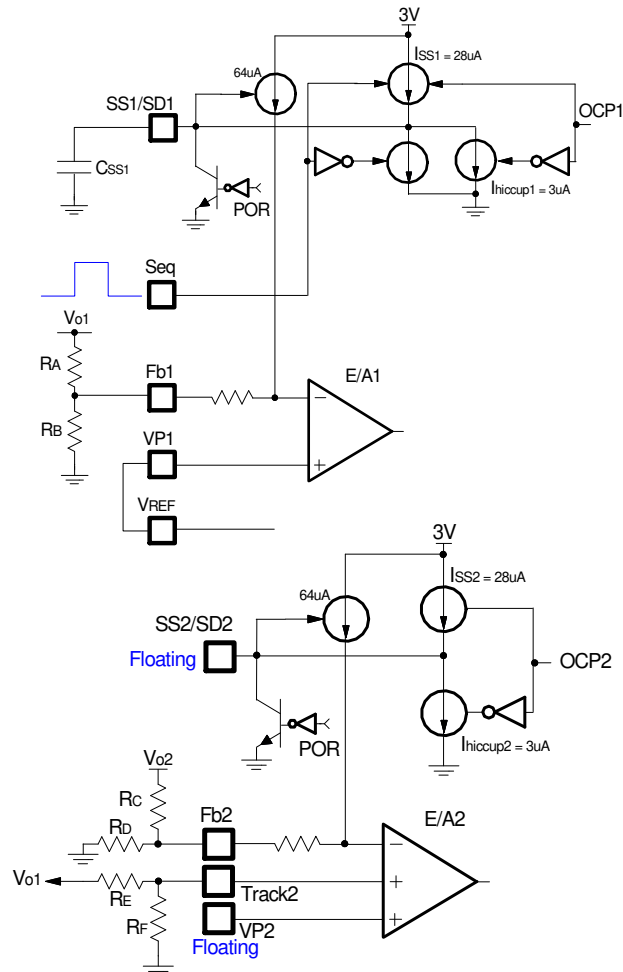 3V
ISS1 = 28uA
64uA
SS1/SD1
OCP1
CSS1
POR
Ihiccup1 = 3uA
Seq
Vo1
RA
Fb1
E/A1
RB
VP1
VREF
3V
ISS2 = 28uA
64uA
SS2/SD2
Floating
OCP2
POR
Ihiccup2 = 3uA
Vo2
RC
Fb2
E/A2
RD
Vo1
RE
Track2
RF
VP2
Floating